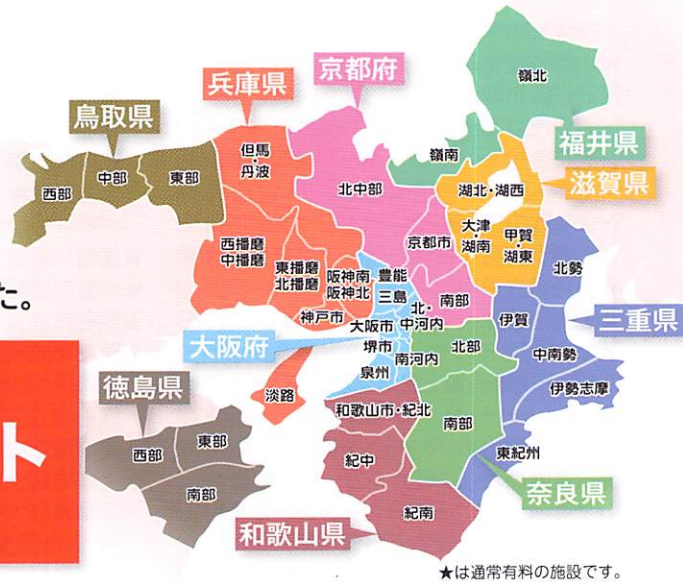 京都府
兵庫県
嶺北
鳥取県
福井県
但馬
・
丹波
嶺南
滋賀県
西部
中部
東部
北中部
湖北・湖西
大津
・
湖南
甲賀
・
湖東
京都市
西播磨
中播磨
東播磨
北播磨
阪神南
阪神北
豊能
三島
北勢
た。
神戸市
大阪市
北・
中河内
南部
伊賀
三重県
大阪府
堺市
南河内
北部
中南勢
泉州
伊勢志摩
徳島県
淡路
和歌山市・紀北
南部
東部
西部
ト
紀中
東紀州
南部
奈良県
紀南
和歌山県
★は通常有料の施設です。